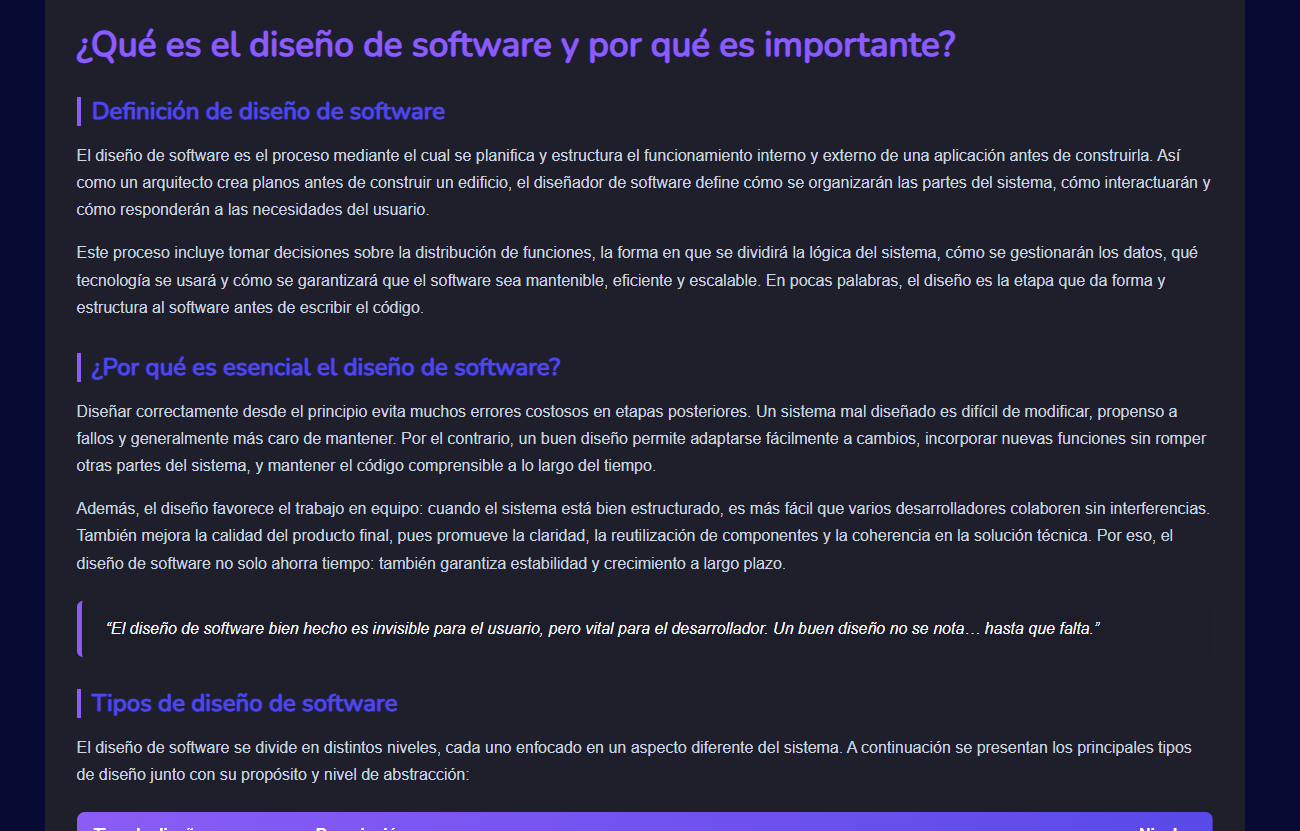 ¿Qué es el diseño de software y por qué es importante?
Definición de diseño de software
El diseño de software es el proceso mediante el cual se planifica y estructura el funcionamiento interno y externo de una aplicación antes de construirla. Así
como un arquitecto crea planos antes de construir un edificio, el diseñador de software define cómo se organizarán las partes del sistema, cómo interactuarán y
cómo responderán a las necesidades del usuario.
Este proceso incluye tomar decisiones sobre la distribución de funciones, la forma en que se dividirá la lógica del sistema, cómo se gestionarán los datos, qué
tecnología se usará y cómo se garantizará que el software sea mantenible, eficiente y escalable. En pocas palabras, el diseño es la etapa que da forma y
estructura al software antes de escribir el código.
¿Por qué es esencial el diseño de software?
Diseñar correctamente desde el principio evita muchos errores costosos en etapas posteriores. Un sistema mal diseñado es difícil de modificar, propenso a
fallos y generalmente más caro de mantener. Por el contrario, un buen diseño permite adaptarse fácilmente a cambios, incorporar nuevas funciones sin romper
otras partes del sistema, y mantener el código comprensible a lo largo del tiempo.
Además, el diseño favorece el trabajo en equipo: cuando el sistema está bien estructurado, es más fácil que varios desarrolladores colaboren sin interferencias.
También mejora la calidad del producto final, pues promueve la claridad, la reutilización de componentes y la coherencia en la solución técnica. Por eso, el
diseño de software no solo ahorra tiempo: también garantiza estabilidad y crecimiento a largo plazo.
“El diseño de software bien hecho es invisible para el usuario, pero vital para el desarrollador. Un buen diseño no se nota… hasta que falta.”
Tipos de diseño de software
El diseño de software se divide en distintos niveles, cada uno enfocado en un aspecto diferente del sistema. A continuación se presentan los principales tipos
de diseño junto con su propósito y nivel de abstracción: